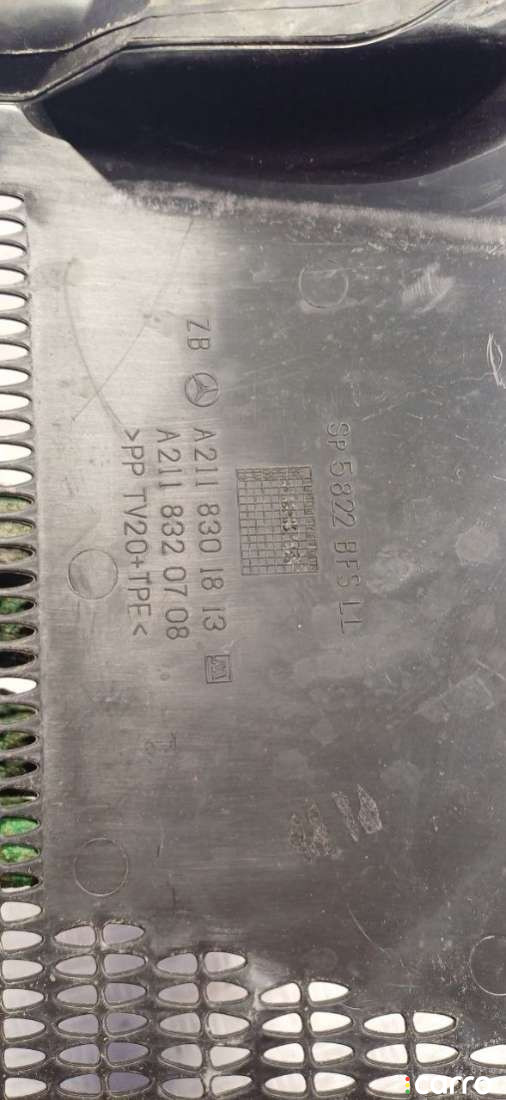 SP 5822 BFS LL
ZB A211 830 18 13
A211 832 07 08
>PP TV20+TPE<
carro